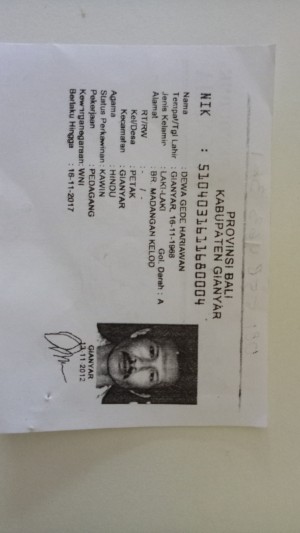 PROVINSI BALI
KABUPATEN GIANYAR
NIK : 5104031611680004
Nama : DEWA GEDE HARIAWAN
Tempat/Tgl Lahir : GIANYAR, 16-11-1968
Jenis Kelamin : LAKI-LAKI Gol. Darah : A
Alamat : BR. MADANGAN KELOD
RT/RW : /
Kel/Desa : PETAK
Kecamatan : GIANYAR
Agama : HINDU
Status Perkawinan : KAWIN
Pekerjaan : PEDAGANG
Kewarganegaraan: WNI
Berlaku Hingga : 16-11-2017
GIANYAR
11-2012